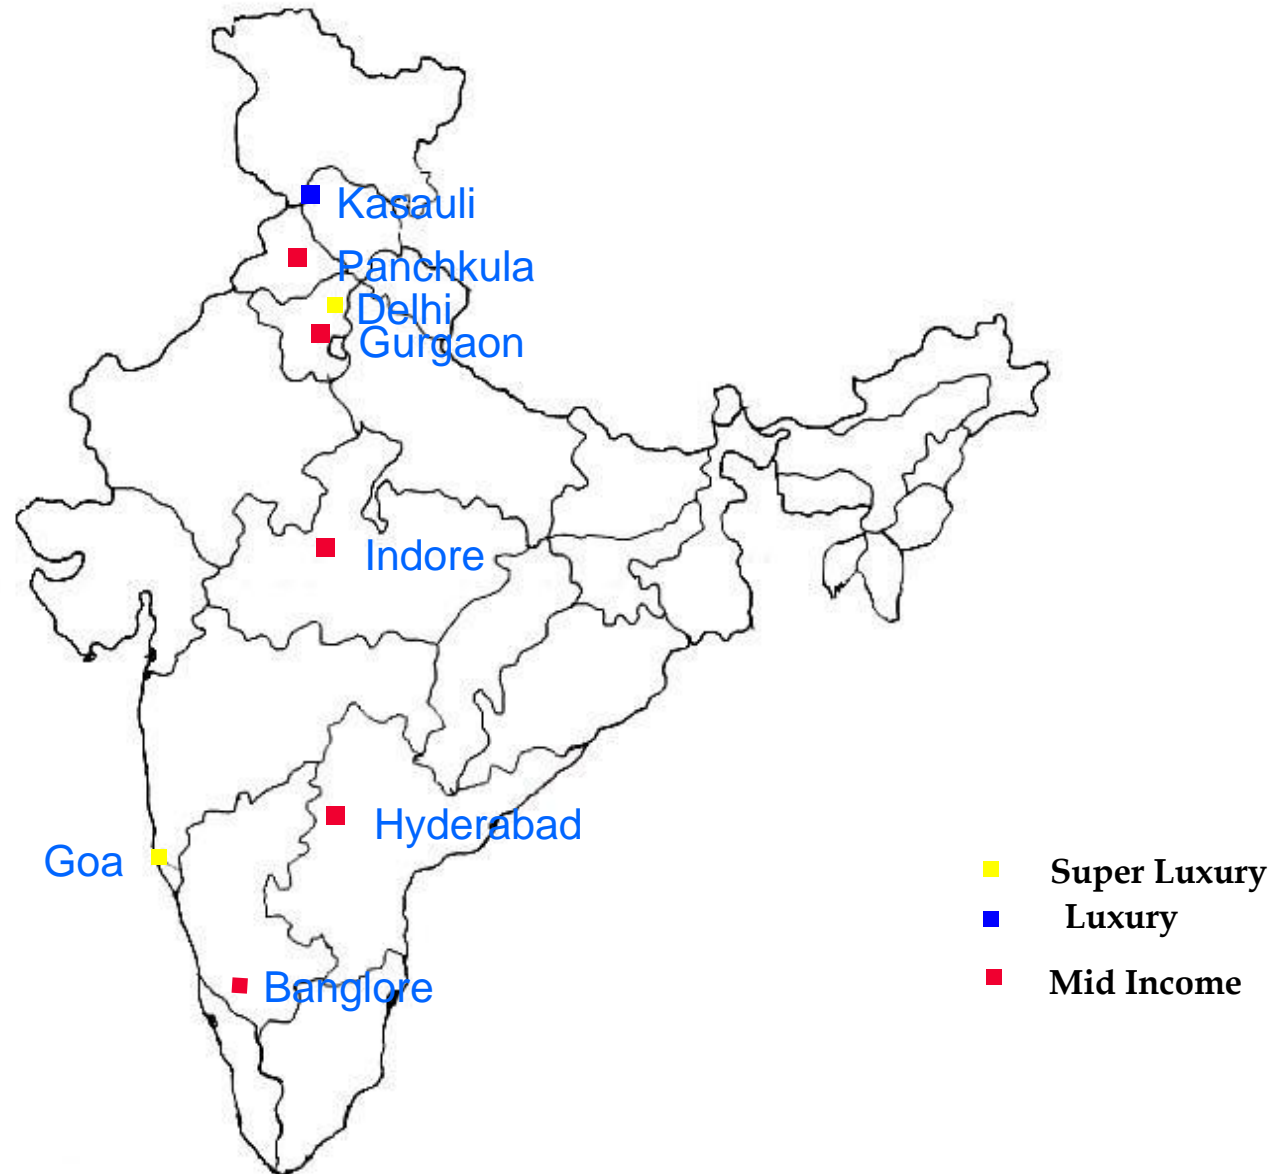 Kasauli
Panchkula
Delhi
Gurgaon
Indore
Hyderabad
Goa
Banglore
Super Luxury
Luxury
Mid Income